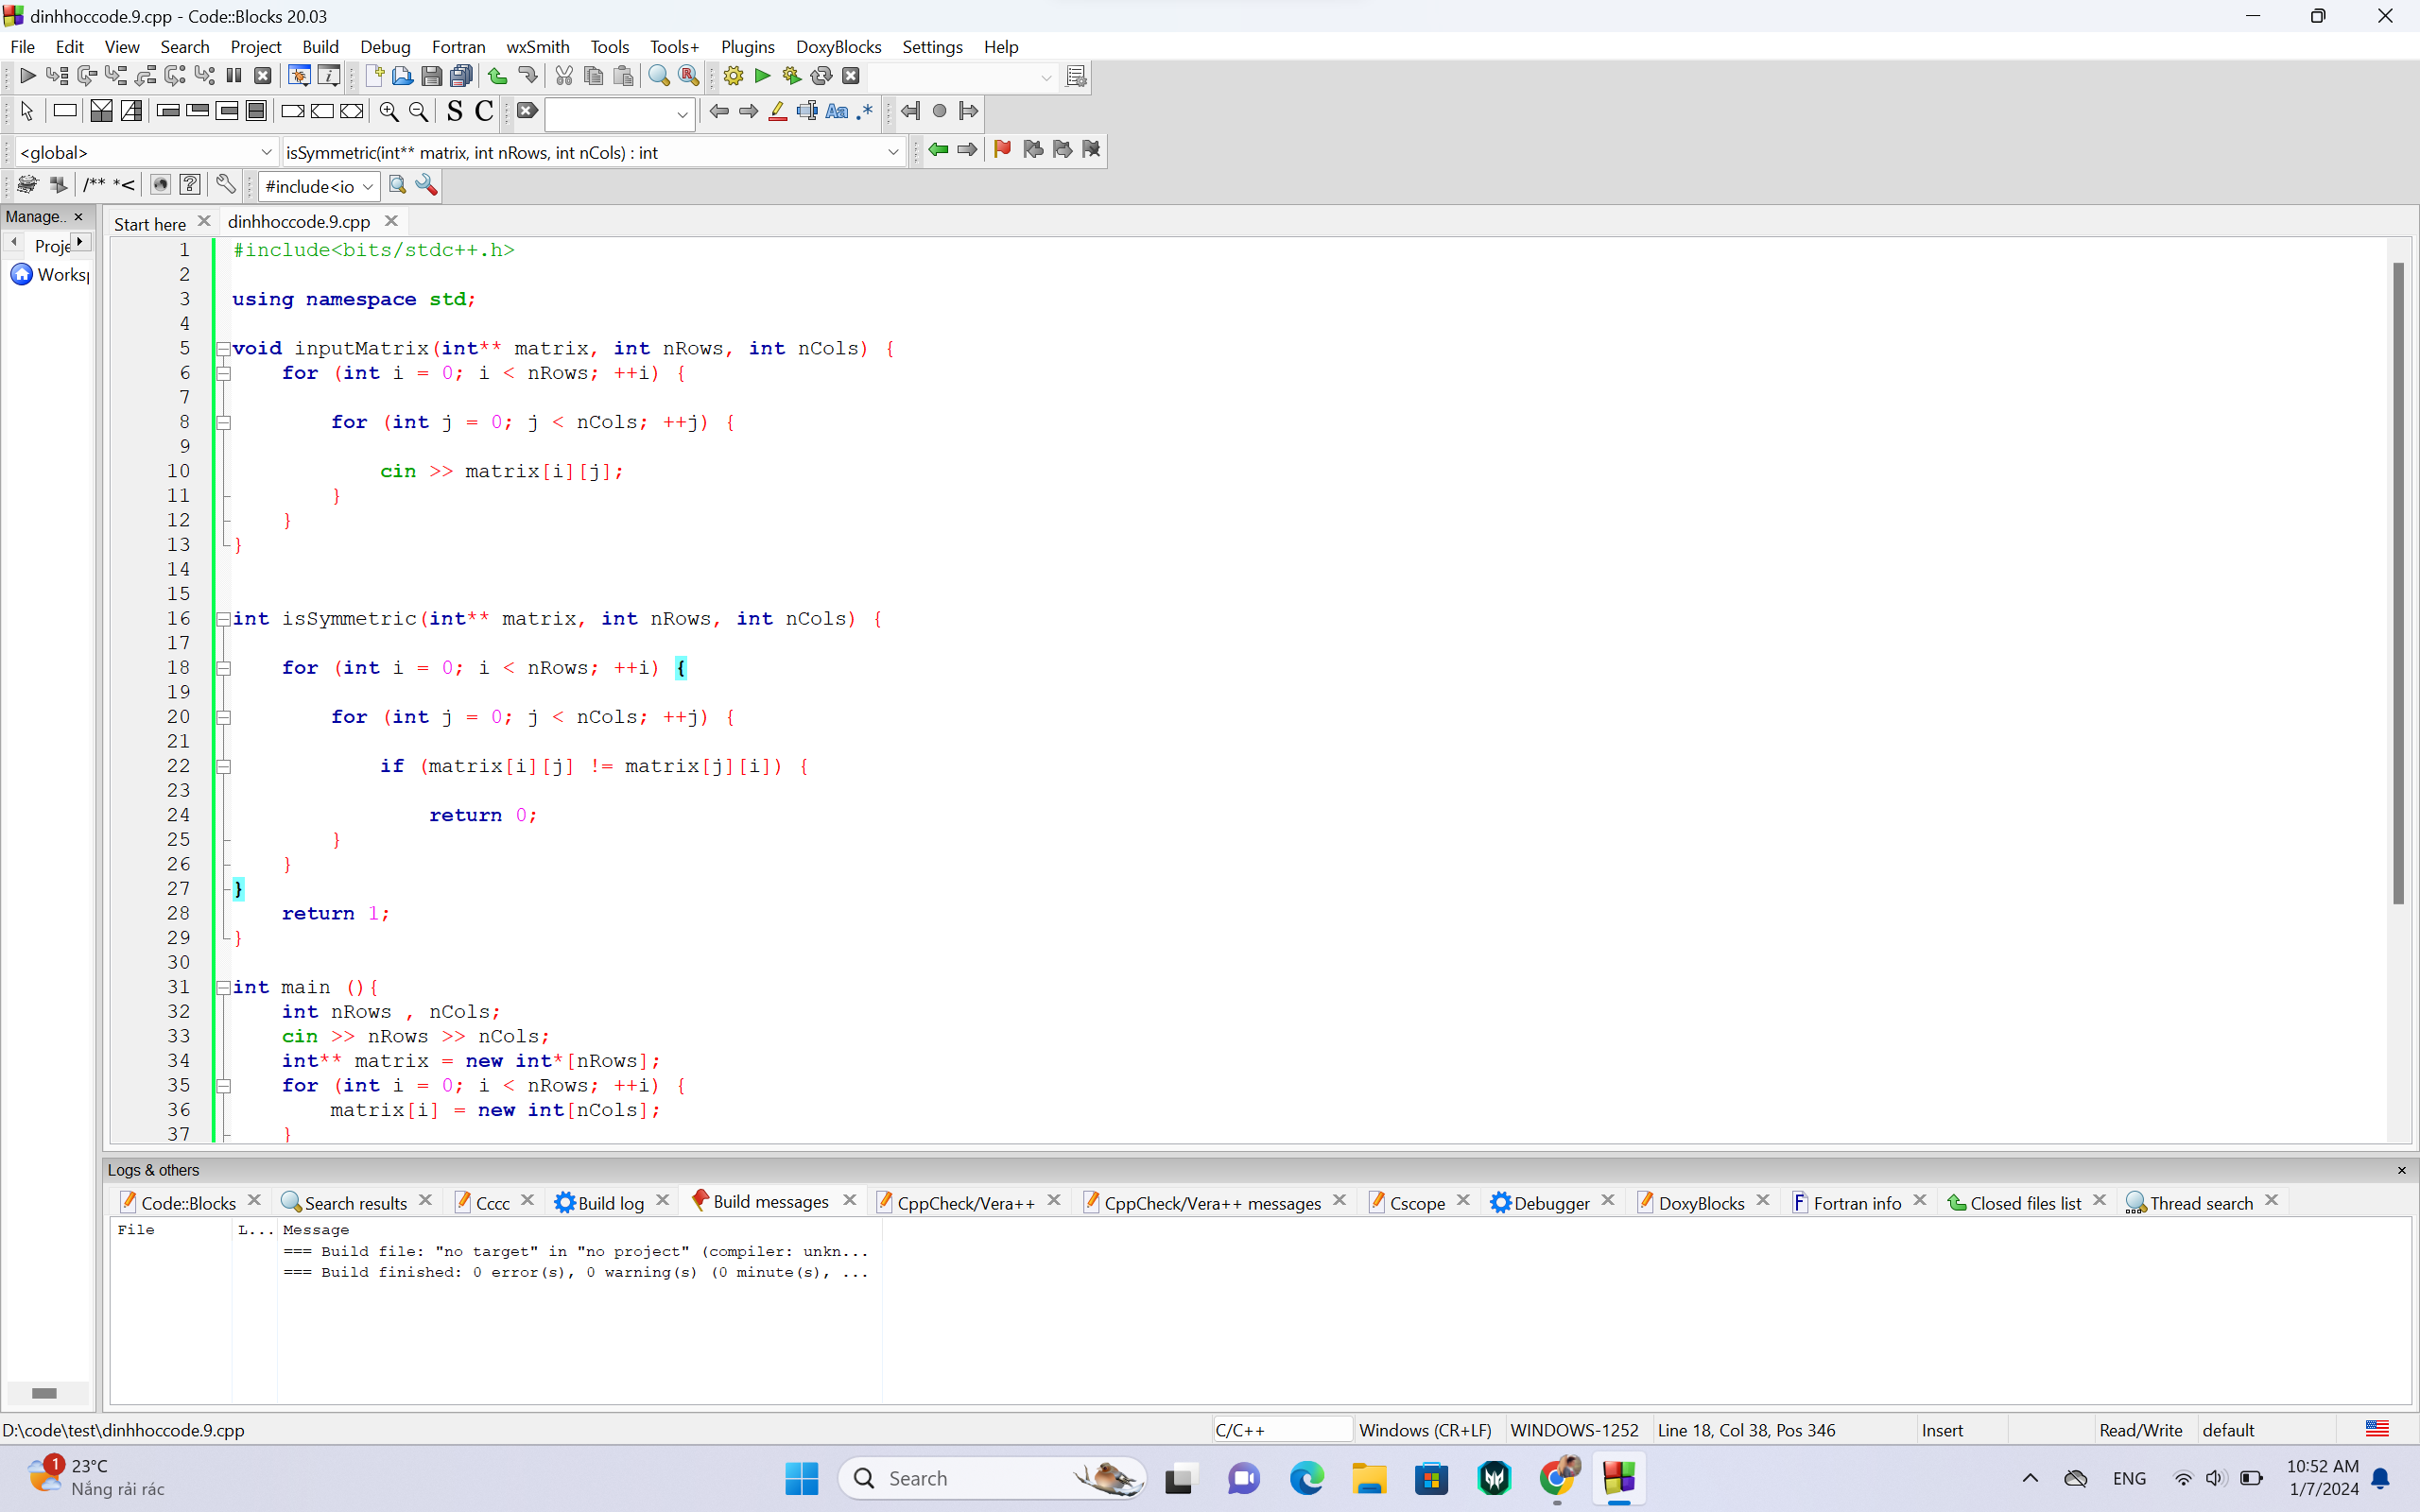 dinhhoccode.9.cpp - Code::Blocks 20.03
File Edit View Search Project Build Debug Fortran wxSmith Tools Tools+ Plugins DoxyBlocks Settings Help
S C Aa .*
<global> isSymmetric(int** matrix, int nRows, int nCols) : int
/** *< #include<io
Manage..
Start here dinhhoccode.9.cpp
Proje
Worksp
1 #include<bits/stdc++.h>
2
3 using namespace std;
4
5 void inputMatrix(int** matrix, int nRows, int nCols) {
6 for (int i = 0; i < nRows; ++i) {
7
8 for (int j = 0; j < nCols; ++j) {
9
10 cin >> matrix[i][j];
11 }
12 }
13 }
14
15
16 int isSymmetric(int** matrix, int nRows, int nCols) {
17
18 for (int i = 0; i < nRows; ++i) {
19
20 for (int j = 0; j < nCols; ++j) {
21
22 if (matrix[i][j] != matrix[j][i]) {
23
24 return 0;
25 }
26 }
27 }
28 return 1;
29 }
30
31 int main (){
32 int nRows , nCols;
33 cin >> nRows >> nCols;
34 int** matrix = new int*[nRows];
35 for (int i = 0; i < nRows; ++i) {
36 matrix[i] = new int[nCols];
37 }
Logs & others
Code::Blocks Search results Cccc Build log Build messages CppCheck/Vera++ CppCheck/Vera++ messages Cscope Debugger DoxyBlocks Fortran info Closed files list Thread search
File L... Message
=== Build file: "no target" in "no project" (compiler: unkn...
=== Build finished: 0 error(s), 0 warning(s) (0 minute(s), ...
D:\code\test\dinhhoccode.9.cpp C/C++ Windows (CR+LF) WINDOWS-1252 Line 18, Col 38, Pos 346 Insert Read/Write default
1 23°C
Nắng rải rác
Search
ENG
10:52 AM
1/7/2024